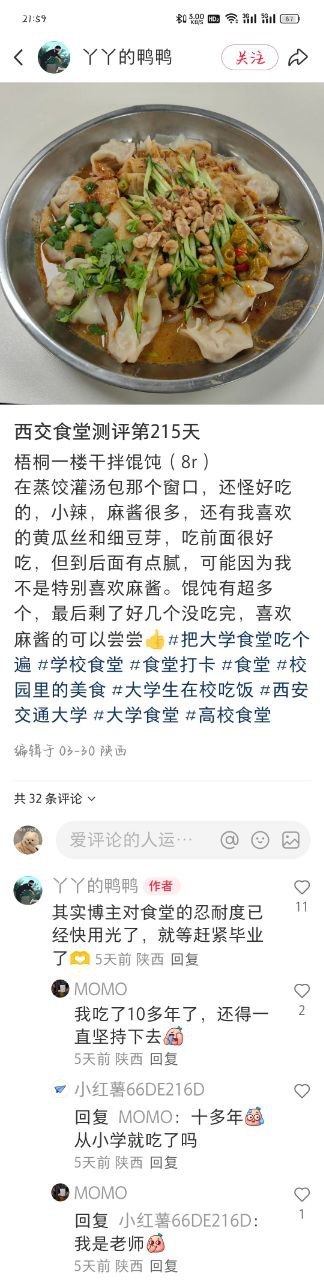 21:59
3.00 KB/S HD 5G 5G 67
丫丫的鸭鸭
关注
西交食堂测评第215天
梧桐一楼干拌馄饨（8r）
在蒸饺灌汤包那个窗口，还怪好吃
的，小辣，麻酱很多，还有我喜欢
的黄瓜丝和细豆芽，吃前面很好
吃，但到后面有点腻，可能因为我
不是特别喜欢麻酱。馄饨有超多
个，最后剩了好几个没吃完，喜欢
麻酱的可以尝尝👍#把大学食堂吃个
遍 #学校食堂 #食堂打卡 #食堂 #校
园里的美食 #大学生在校吃饭 #西安
交通大学 #大学食堂 #高校食堂
编辑于 03-30 陕西
共 32 条评论
爱评论的人运…
丫丫的鸭鸭 作者
其实博主对食堂的忍耐度已
经快用光了，就等赶紧毕业
了🫶 5天前 陕西 回复
11
MOMO
我吃了10多年了，还得一
直坚持下去
2
5天前 陕西 回复
小红薯66DE216D
回复 MOMO：十多年
从小学就吃了吗
5天前 陕西 回复
MOMO
回复 小红薯66DE216D：
我是老师
1
5天前 陕西 回复